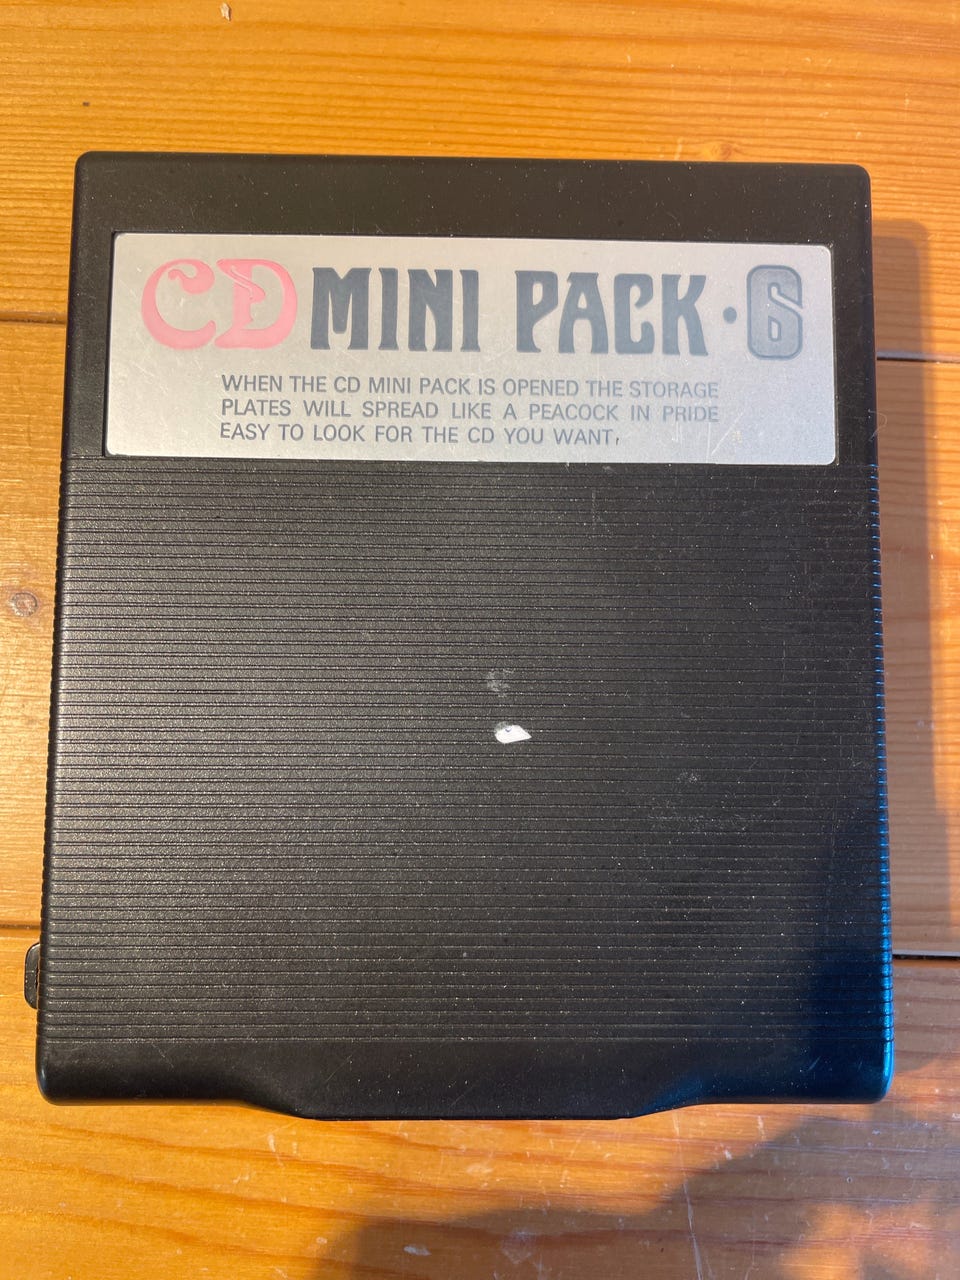 CD MINI PACK·6
WHEN THE CD MINI PACK IS OPENED THE STORAGE
PLATES WILL SPREAD LIKE A PEACOCK IN PRIDE
EASY TO LOOK FOR THE CD YOU WANT,